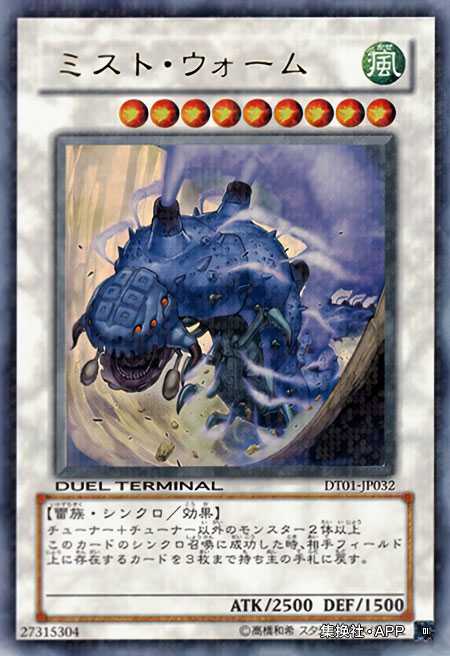 ミスト・ウォーム
風
DUEL TERMINAL
DT01-JP032
【雷族・シンクロ/効果】
チューナー+チューナー以外のモンスター2体以上
このカードのシンクロ召喚に成功した時、相手フィールド
上に存在するカードを3枚まで持ち主の手札に戻す。
ATK/2500 DEF/1500
27315304
©高橋和希 スタ
集換社・APP